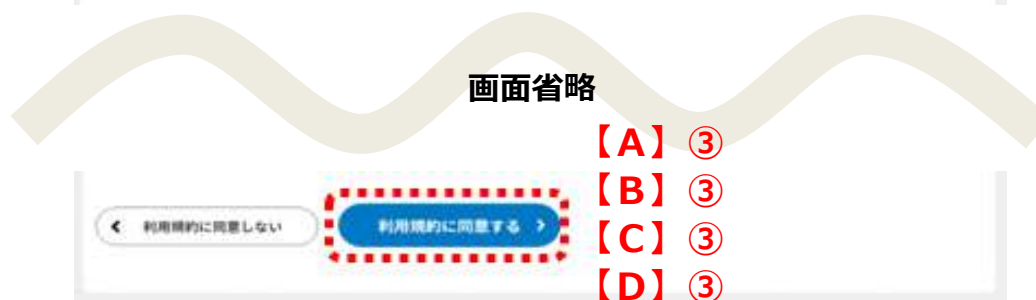 画面省略
【A】③
【B】③
利用規約に同意しない
利用規約に同意する
【C】③
【D】③